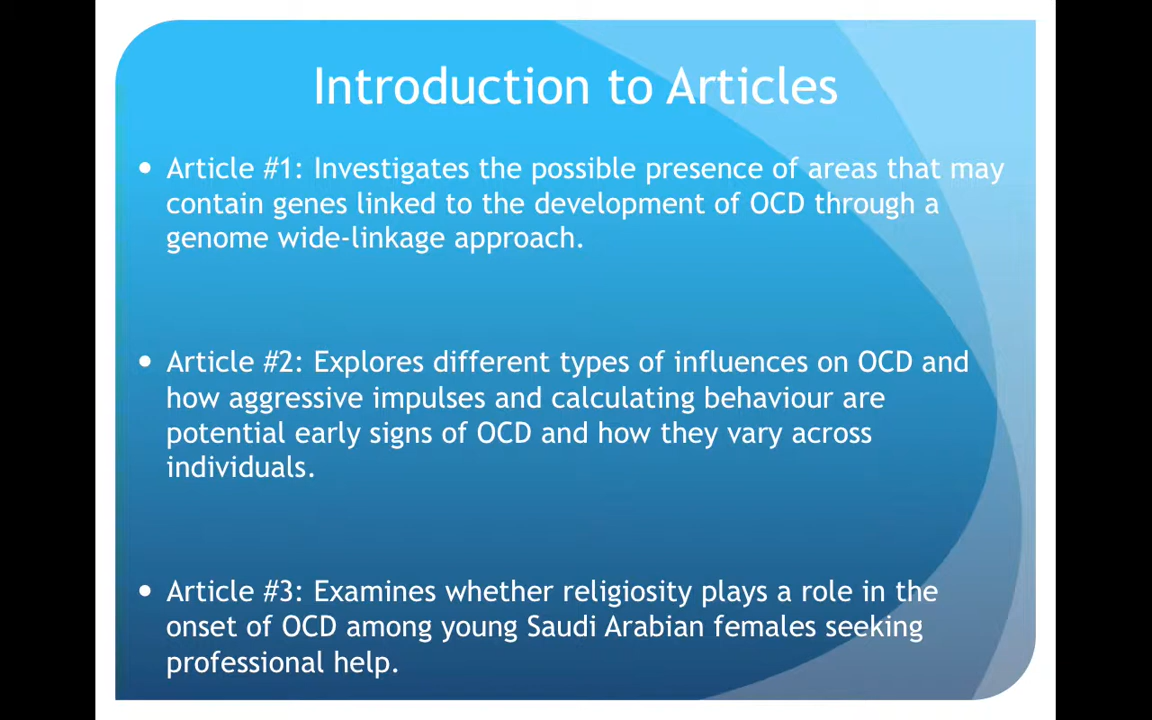 Introduction to Articles
• Article #1: Investigates the possible presence of areas that may
contain genes linked to the development of OCD through a
genome wide-linkage approach.
• Article #2: Explores different types of influences on OCD and
how aggressive impulses and calculating behaviour are
potential early signs of OCD and how they vary across
individuals.
• Article #3: Examines whether religiosity plays a role in the
onset of OCD among young Saudi Arabian females seeking
professional help.